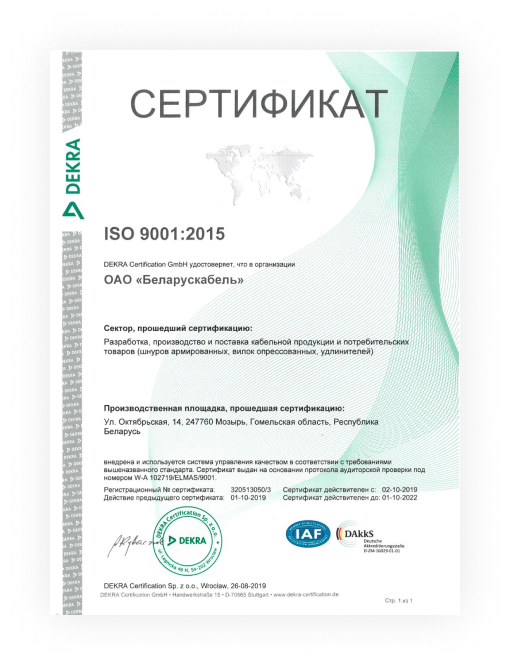 СЕРТИФИКАТ
DEKRA
ISO 9001:2015
DEKRA Certification GmbH удостоверяет, что в организации
ОАО «Беларускабель»
Сектор, прошедший сертификацию:
Разработка, производство и поставка кабельной продукции и потребительских
товаров (шнуров армированных, вилок опрессованных, удлинителей)
Производственная площадка, прошедшая сертификацию:
Ул. Октябрьская, 14, 247760 Мозырь, Гомельская область, Республика
Беларусь
внедрена и используется система управления качеством в соответствии с требованиями
вышеназванного стандарта. Сертификат выдан на основании протокола аудиторской проверки под
номером W-A 102719/ELMAS/9001.
Регистрационный № сертификата: 320513050/3 Сертификат действителен с: 02-10-2019
Действие предыдущего сертификата: 01-10-2019 Сертификат действителен до: 01-10-2022
DEKRA Certification Sp. z o.o.
DEKRA
IAF
DAkkS
Deutsche
Akkreditierungsstelle
D-ZM-16029-01-01
DEKRA Certification Sp. z o.o., Wrocław, 26-08-2019
DEKRA Certification GmbH • Handwerkstraße 15 • D-70565 Stuttgart • www.dekra-certification.de
Стр. 1 из 1